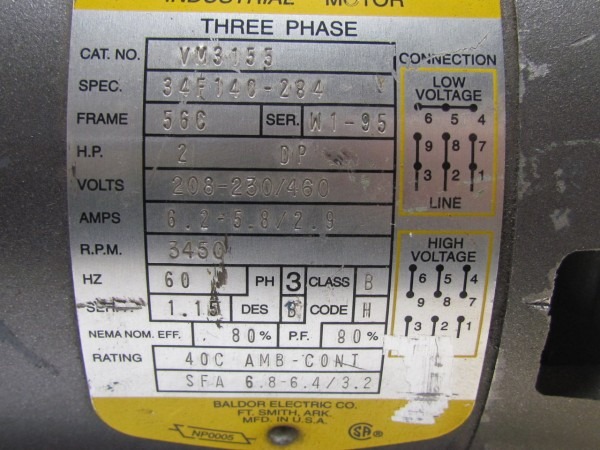 INDUSTRIAL MOTOR
THREE PHASE
CAT. NO. VM3155
SPEC. 34F140-284
FRAME 56C SER. W1-95
H.P. 2 DP
VOLTS 208-230/460
AMPS 6.2-5.8/2.9
R.P.M. 3450
HZ 60 PH 3 CLASS B
SER. 1.15 DES B CODE H
NEMA NOM. EFF. 80% P.F. 80%
RATING 40C AMB-CONT
SFA 6.8-6.4/3.2
BALDOR ELECTRIC CO.
FT. SMITH, ARK.
MFD. IN U.S.A.
NP0005
SA
CONNECTION
LOW
VOLTAGE
6 5 4
9 8 7
3 2 1
LINE
HIGH
VOLTAGE
6 5 4
9 8 7
3 2 1